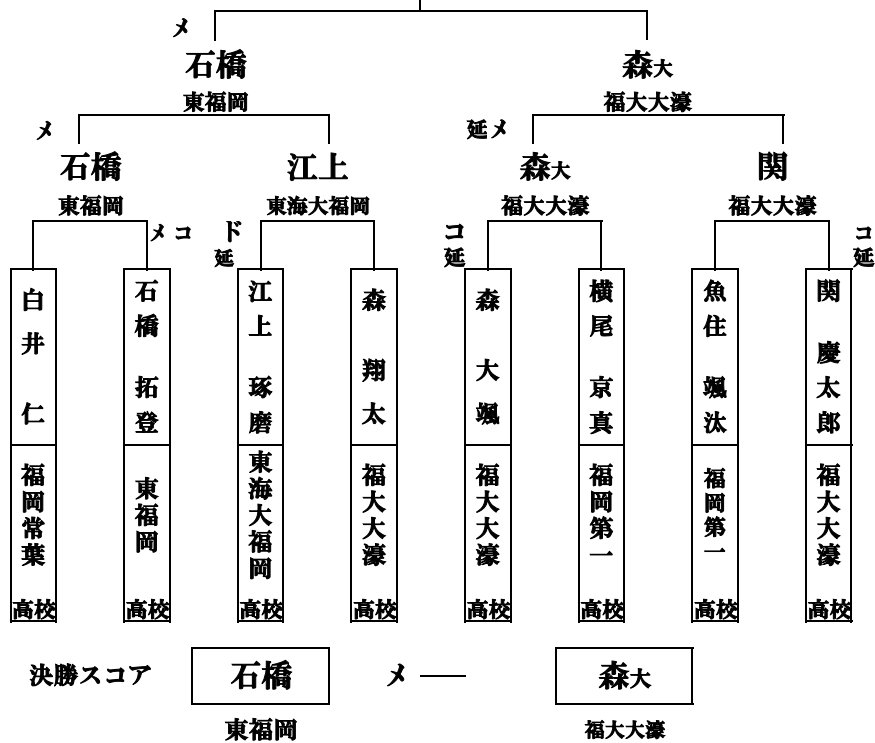 メ
石橋 森大
東福岡 福大大濠
メ 延メ
石橋 江上 森大 関
東福岡 東海大福岡 福大大濠 福大大濠
メコ ド延 コ延 コ延
白井 仁
福岡常葉
高校
石橋 拓登
東福岡
高校
江上 琢磨
東海大福岡
高校
森 翔太
福大大濠
高校
森 大颯
福大大濠
高校
横尾 京真
福岡第一
高校
魚住 颯汰
福岡第一
高校
関 慶太郎
福大大濠
高校
決勝スコア 石橋 メ — 森大
東福岡 福大大濠